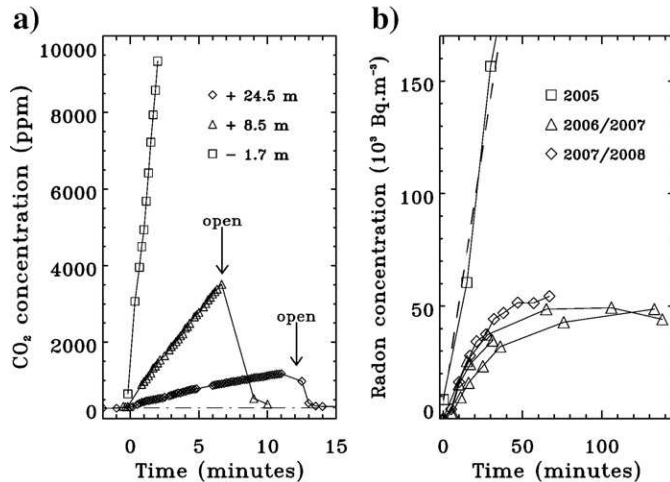 a)
CO₂ concentration (ppm)
10000
8000
6000
4000
2000
0
◇ + 24.5 m
△ + 8.5 m
□ − 1.7 m
open
open
0 5 10 15
Time (minutes)
b)
Radon concentration (10³ Bq.m⁻³)
150
100
50
0
□ 2005
△ 2006/2007
◇ 2007/2008
0 50 100
Time (minutes)